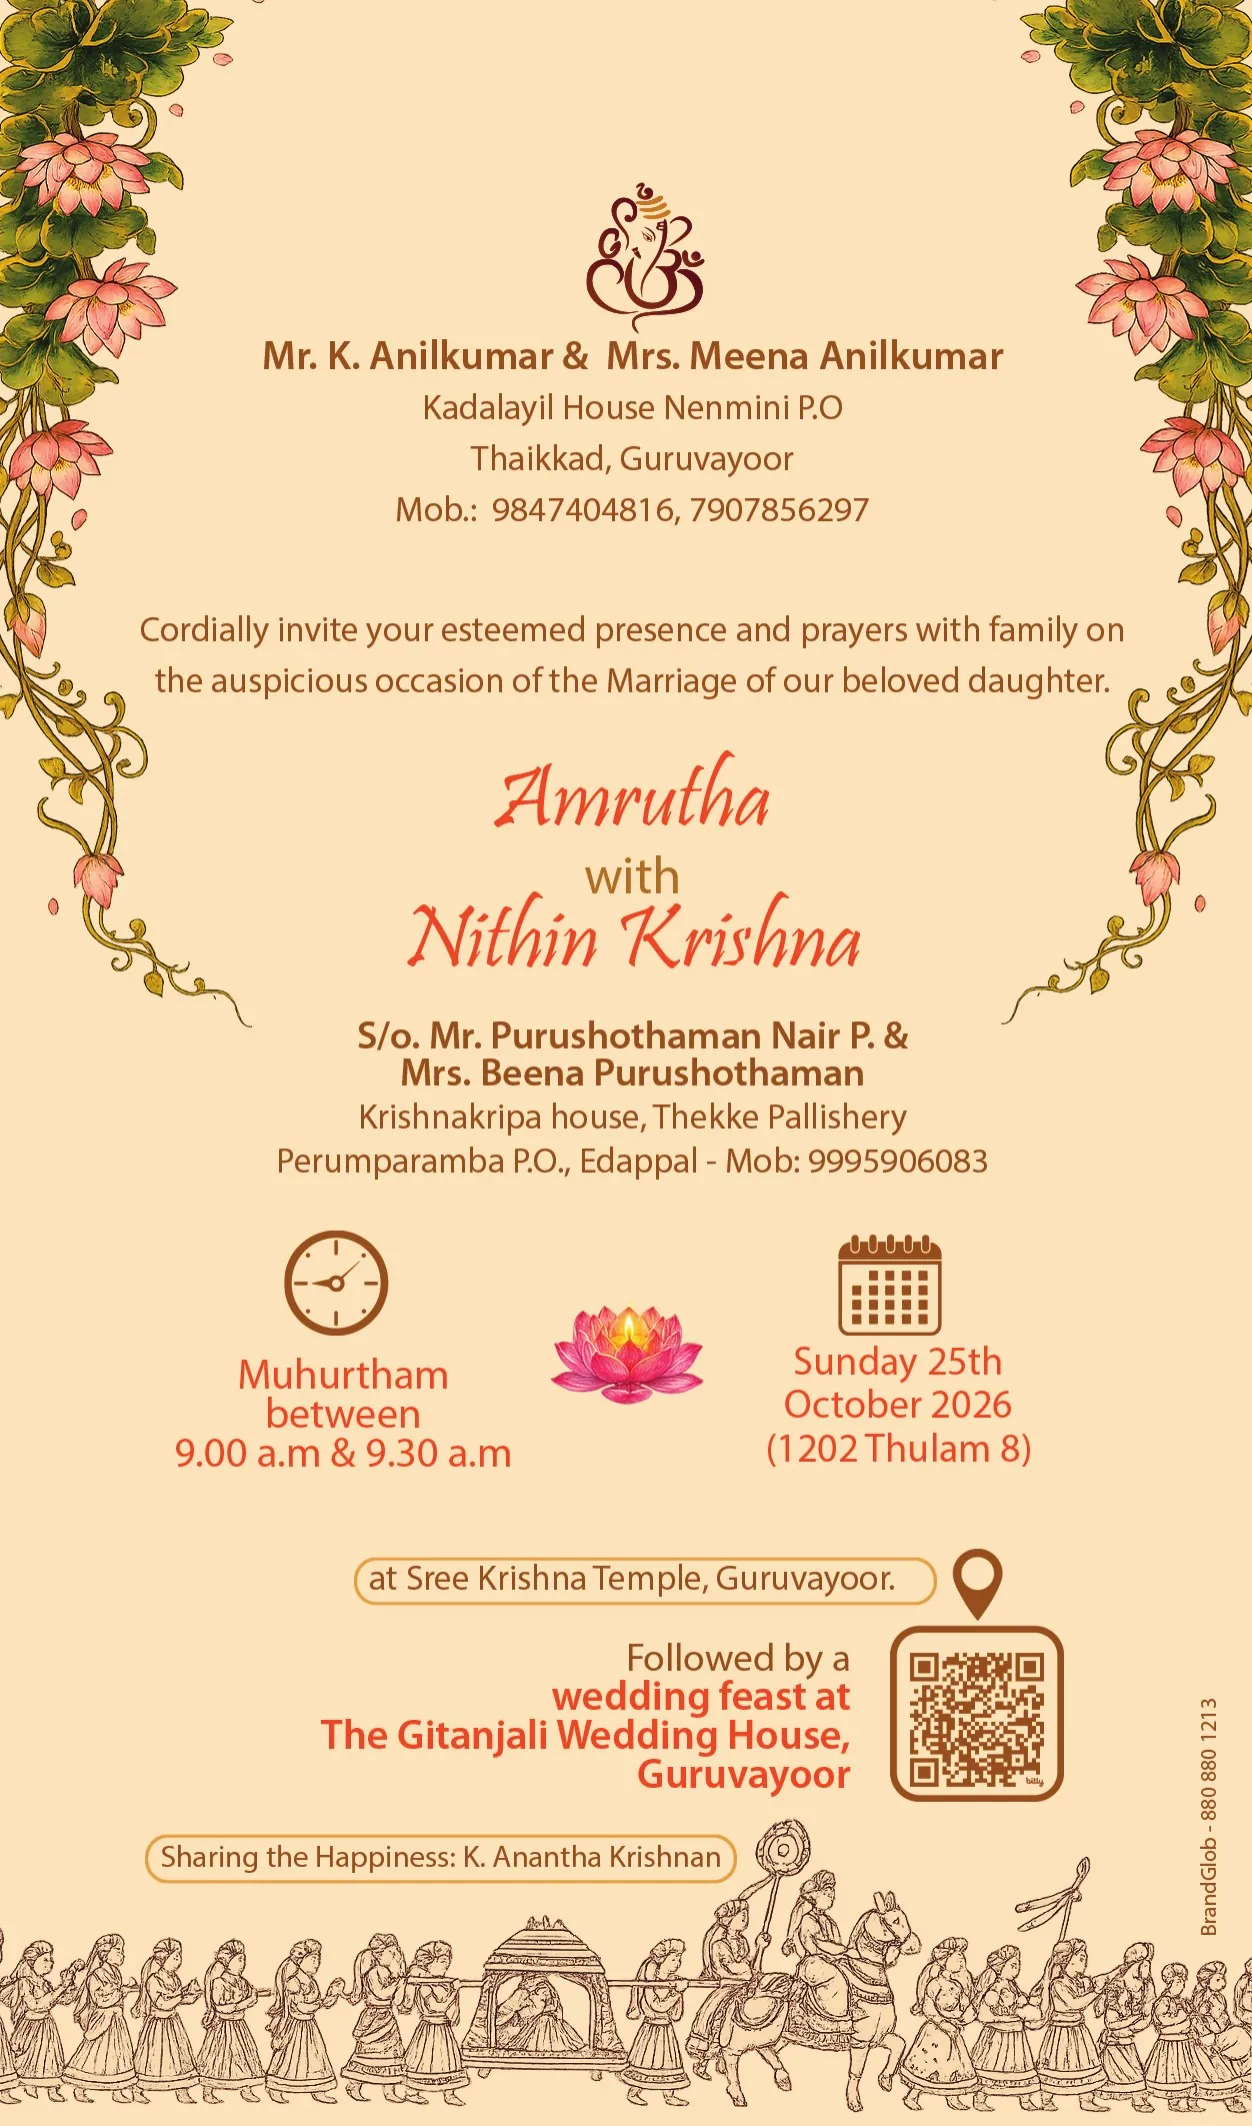 Mr. K. Anilkumar & Mrs. Meena Anilkumar
Kadalayil House Nenmini P.O
Thaikkad, Guruvayoor
Mob.: 9847404816, 7907856297
Cordially invite your esteemed presence and prayers with family on
the auspicious occasion of the Marriage of our beloved daughter.
Amrutha
with
Nithin Krishna
S/o. Mr. Purushothaman Nair P. &
Mrs. Beena Purushothaman
Krishnakripa house, Thekke Pallishery
Perumparamba P.O., Edappal - Mob: 9995906083
Muhurtham
between
9.00 a.m & 9.30 a.m
Sunday 25th
October 2026
(1202 Thulam 8)
at Sree Krishna Temple, Guruvayoor.
Followed by a
wedding feast at
The Gitanjali Wedding House,
Guruvayoor
bitly
Sharing the Happiness: K. Anantha Krishnan
BrandGlob - 880 880 1213